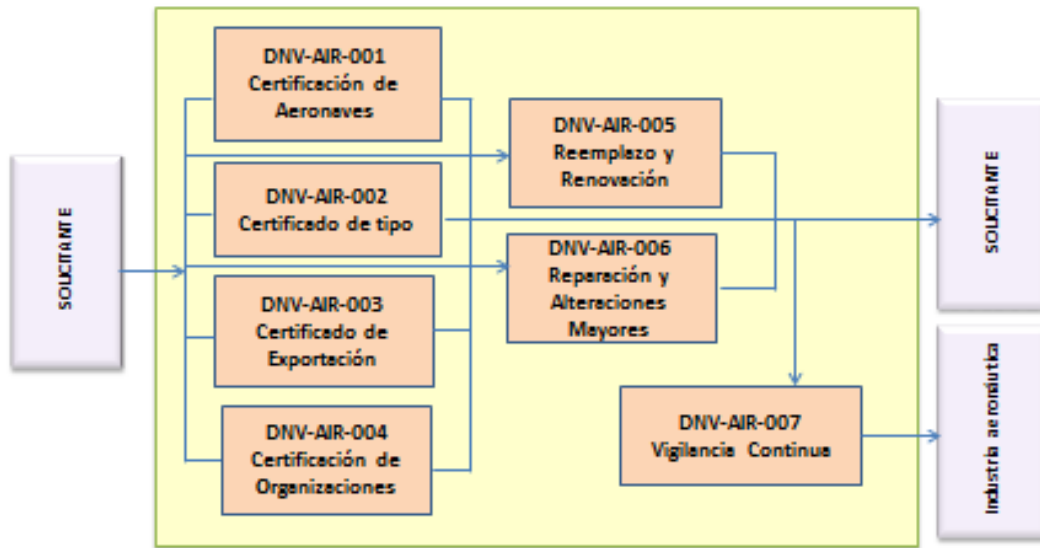 SOLICITANTE
DNV-AIR-001
Certificación de
Aeronaves
DNV-AIR-002
Certificado de tipo
DNV-AIR-003
Certificado de
Exportación
DNV-AIR-004
Certificación de
Organizaciones
DNV-AIR-005
Reemplazo y
Renovación
DNV-AIR-006
Reparación y
Alteraciones
Mayores
DNV-AIR-007
Vigilancia Continua
SOLICITANTE
Industria aeronáutica